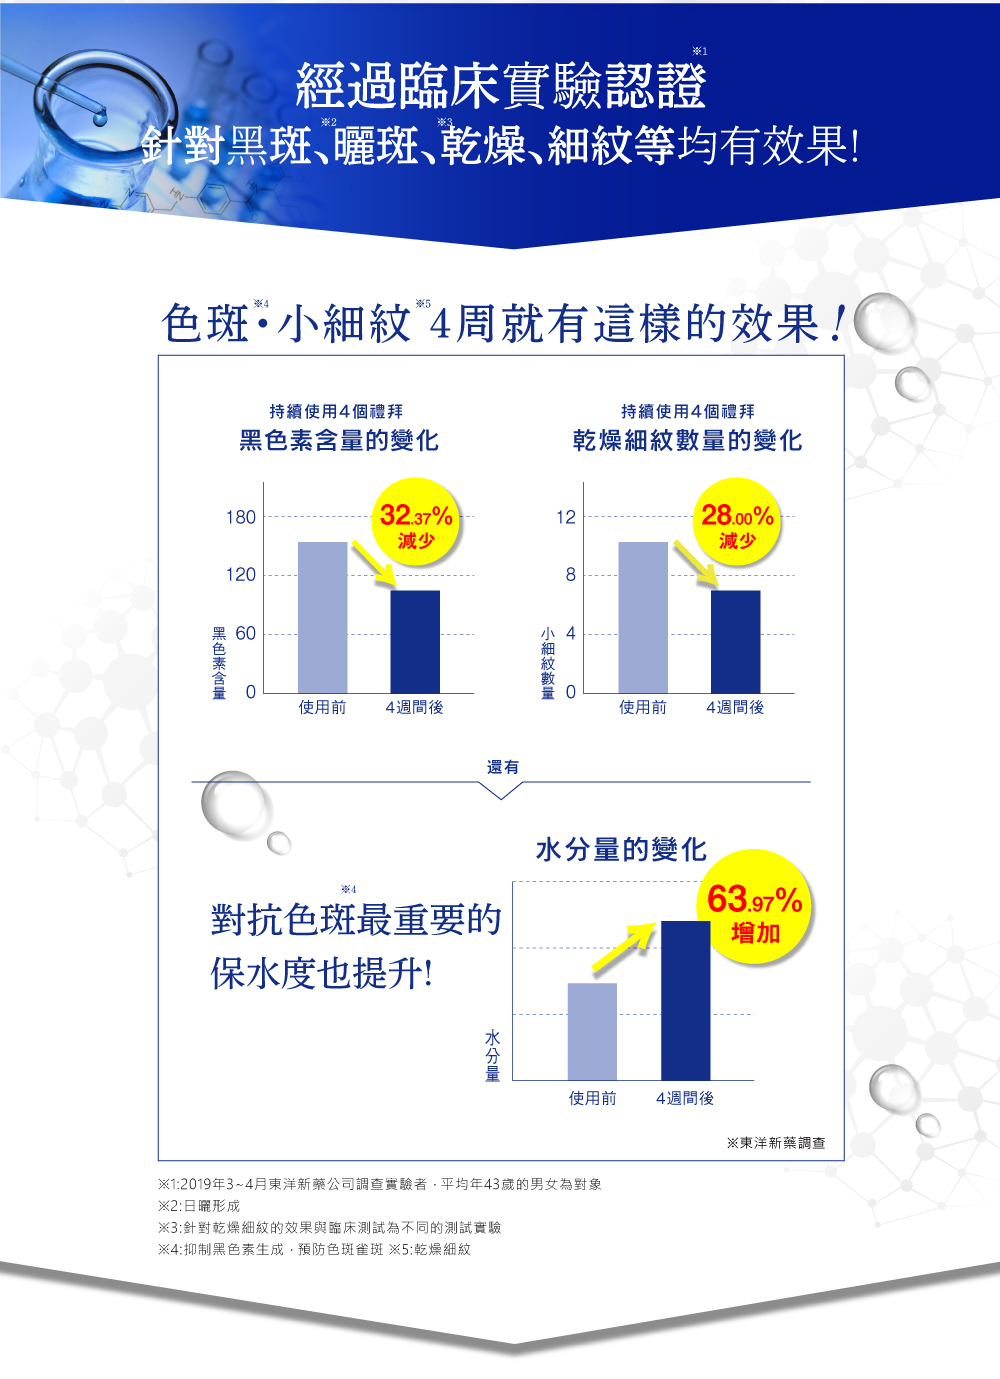 ※1
經過臨床實驗認證
※2 ※3
針對黑斑、曬斑、乾燥、細紋等均有效果!
※4 ※5
色斑・小細紋 4周就有這樣的效果!
持續使用4個禮拜
黑色素含量的變化
180
120
60
0
黑色素含量
32.37%
減少
使用前 4週間後
持續使用4個禮拜
乾燥細紋數量的變化
12
8
4
0
小細紋數量
28.00%
減少
使用前 4週間後
還有
※4
對抗色斑最重要的
保水度也提升!
水分量的變化
63.97%
增加
水分量
使用前 4週間後
※東洋新藥調查
※1:2019年3~4月東洋新藥公司調查實驗者,平均年43歲的男女為對象
※2:日曬形成
※3:針對乾燥細紋的效果與臨床測試為不同的測試實驗
※4:抑制黑色素生成,預防色斑雀斑 ※5:乾燥細紋